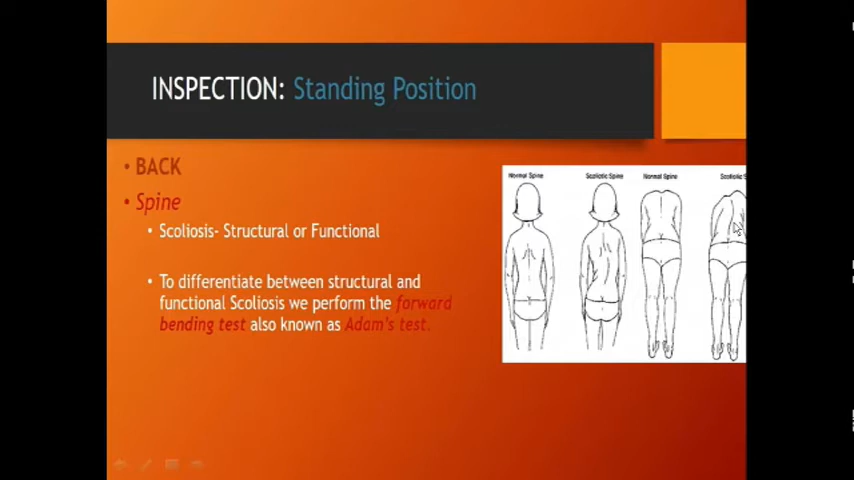 INSPECTION: Standing Position
• BACK
• Spine
• Scoliosis- Structural or Functional
• To differentiate between structural and
functional Scoliosis we perform the forward
bending test also known as Adam's test.
Normal Spine Scoliotic Spine Normal Spine Scoliotic S